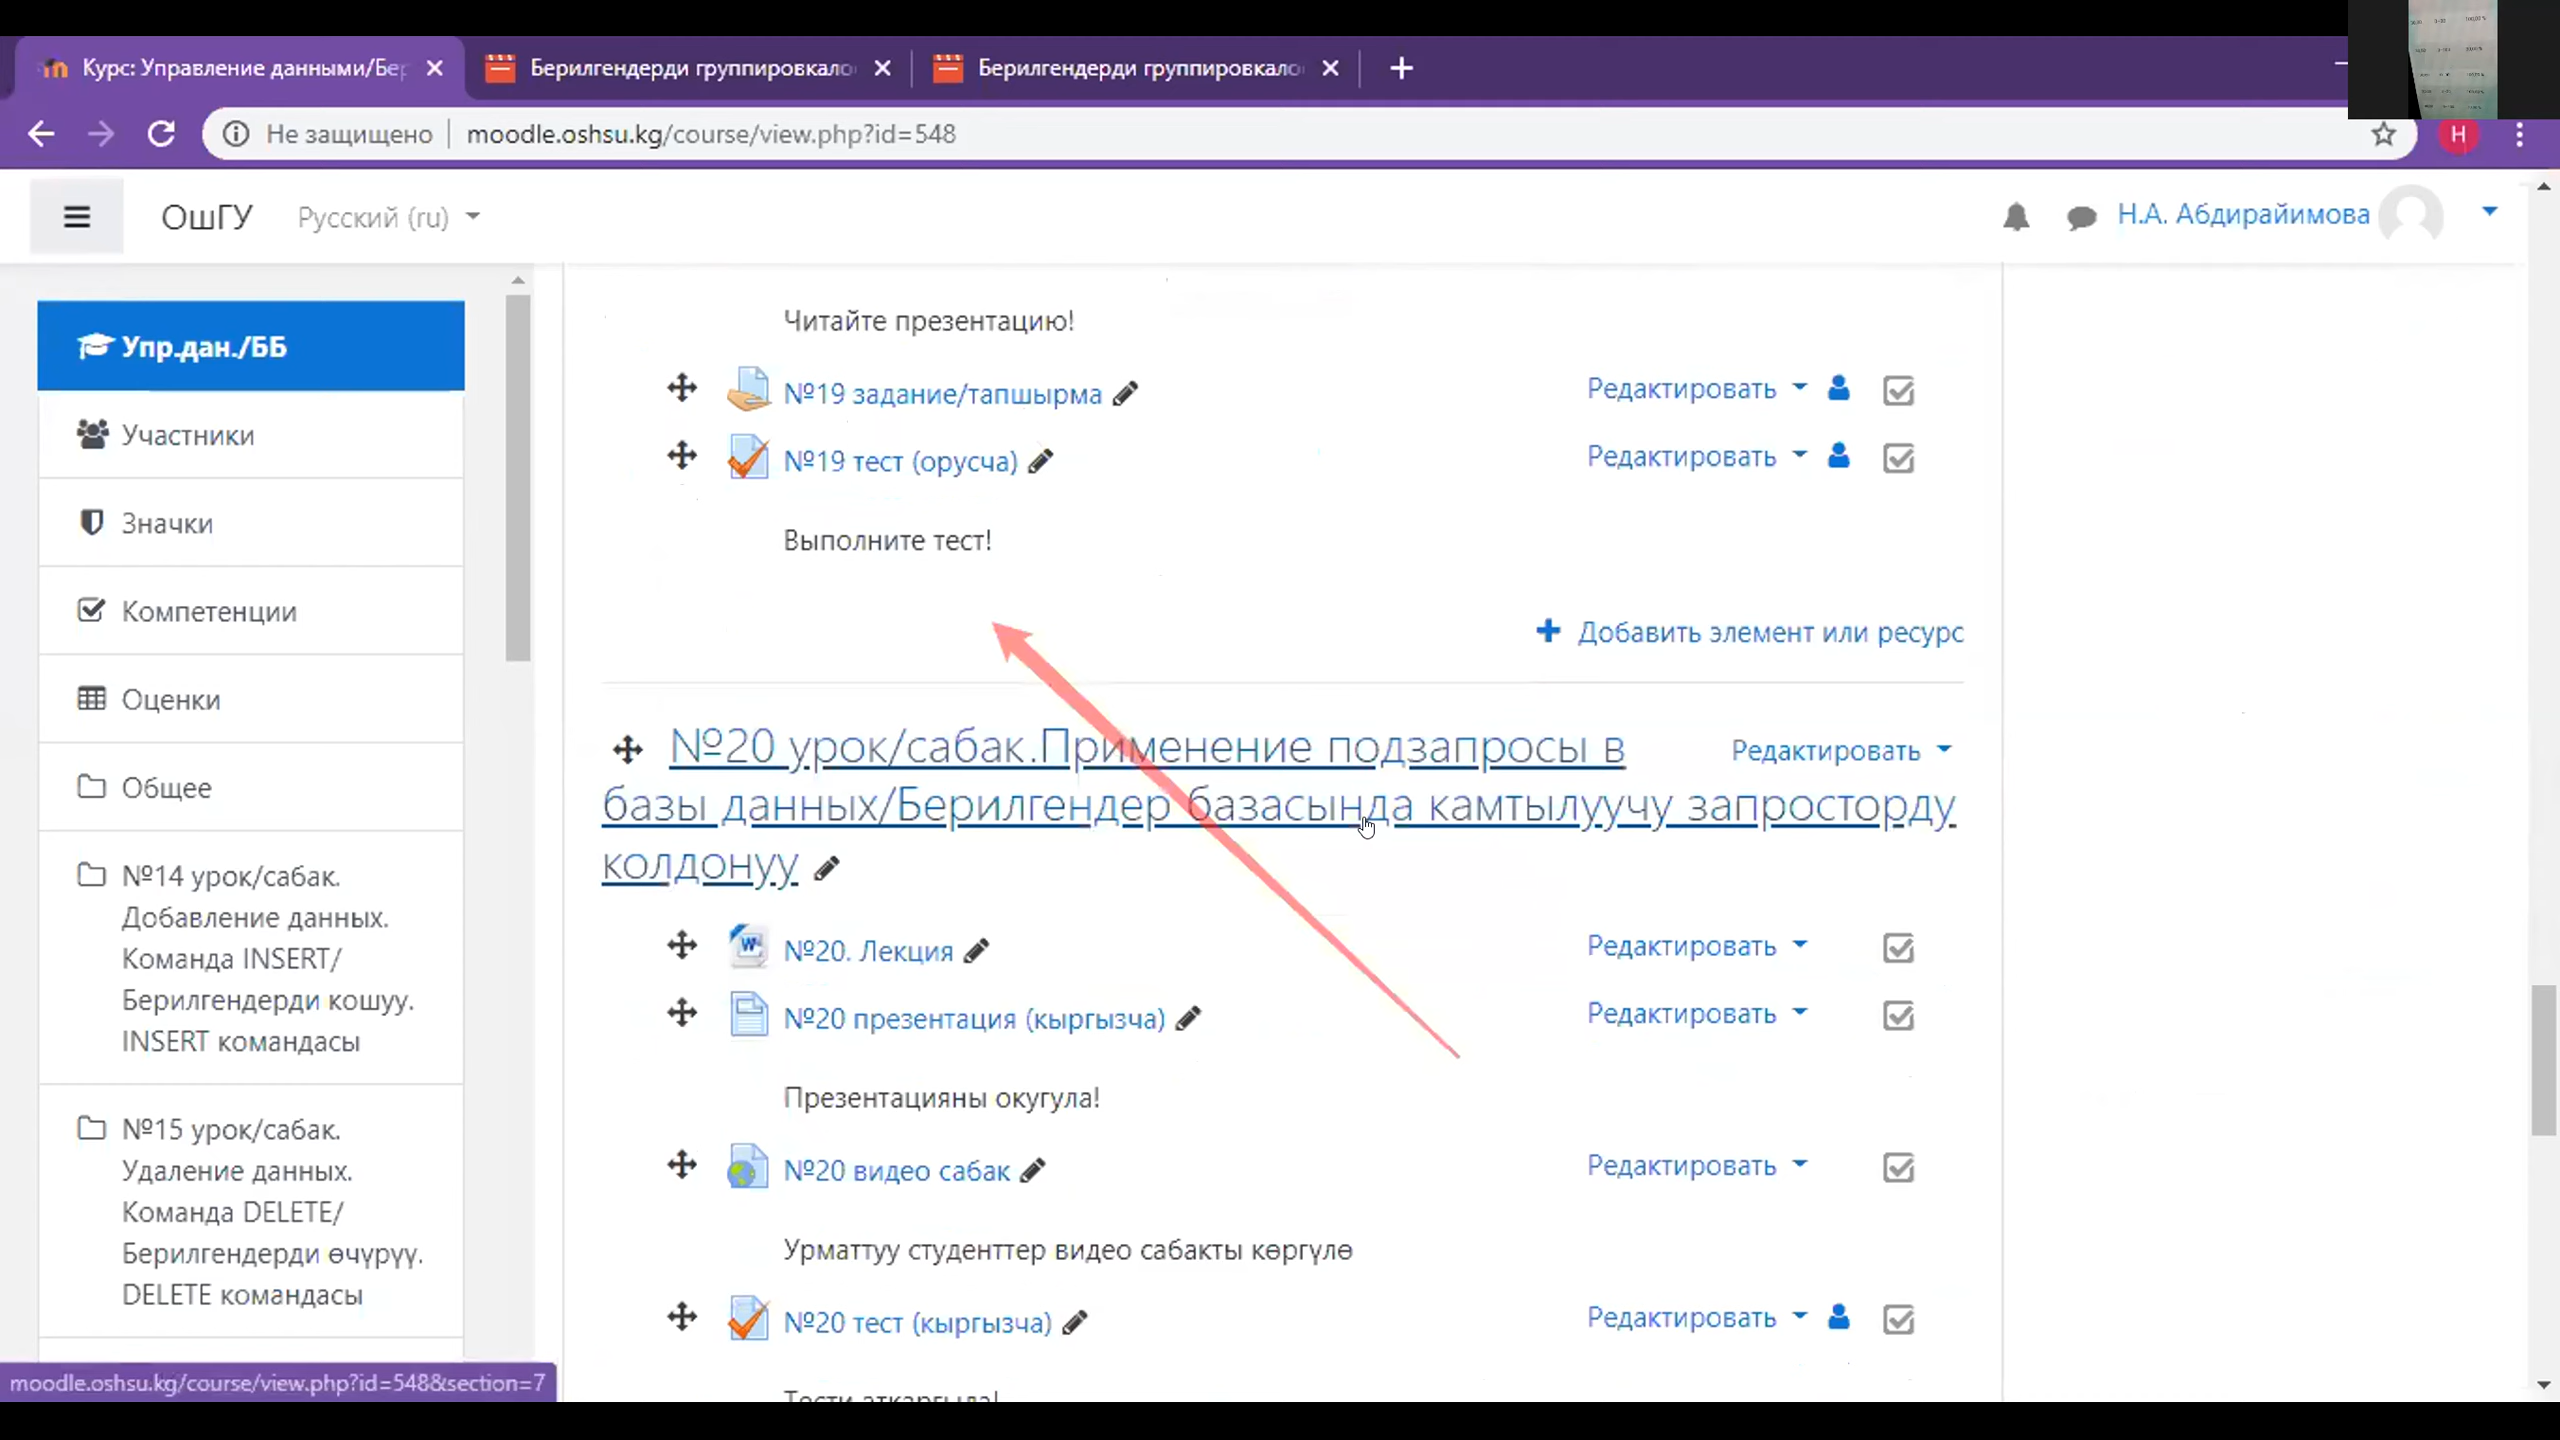 Курс: Управление данными/Бер
Берилгендерди группировкало
Берилгендерди группировкало
Не защищено
moodle.oshsu.kg/course/view.php?id=548
Н
ОшГУ
Русский (ru)
Н.А. Абдирайимова
Упр.дан./ББ
Участники
Значки
Компетенции
Оценки
Общее
№14 урок/сабак.
Добавление данных.
Команда INSERT/
Берилгендерди кошуу.
INSERT командасы
№15 урок/сабак.
Удаление данных.
Команда DELETE/
Берилгендерди өчүрүү.
DELETE командасы
Читайте презентацию!
№19 задание/тапшырма
Редактировать
№19 тест (орусча)
Редактировать
Выполните тест!
Добавить элемент или ресурс
№20 урок/сабак.Применение подзапросы в
базы данных/Берилгендер базасында камтылуучу запросторду
колдонуу
Редактировать
№20. Лекция
Редактировать
№20 презентация (кыргызча)
Редактировать
Презентацияны окугула!
№20 видео сабак
Редактировать
Урматтуу студенттер видео сабакты көргүлө
№20 тест (кыргызча)
Редактировать
Тести аткаргыла!
moodle.oshsu.kg/course/view.php?id=548&section=7